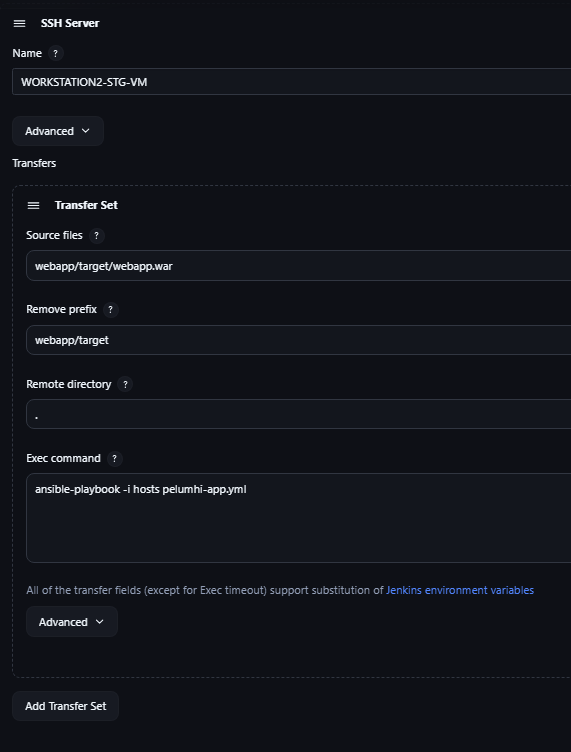 SSH Server
Name ?
WORKSTATION2-STG-VM
Advanced
Transfers
Transfer Set
Source files ?
webapp/target/webapp.war
Remove prefix ?
webapp/target
Remote directory ?
.
Exec command ?
ansible-playbook -i hosts pelumhi-app.yml
All of the transfer fields (except for Exec timeout) support substitution of Jenkins environment variables
Advanced
Add Transfer Set